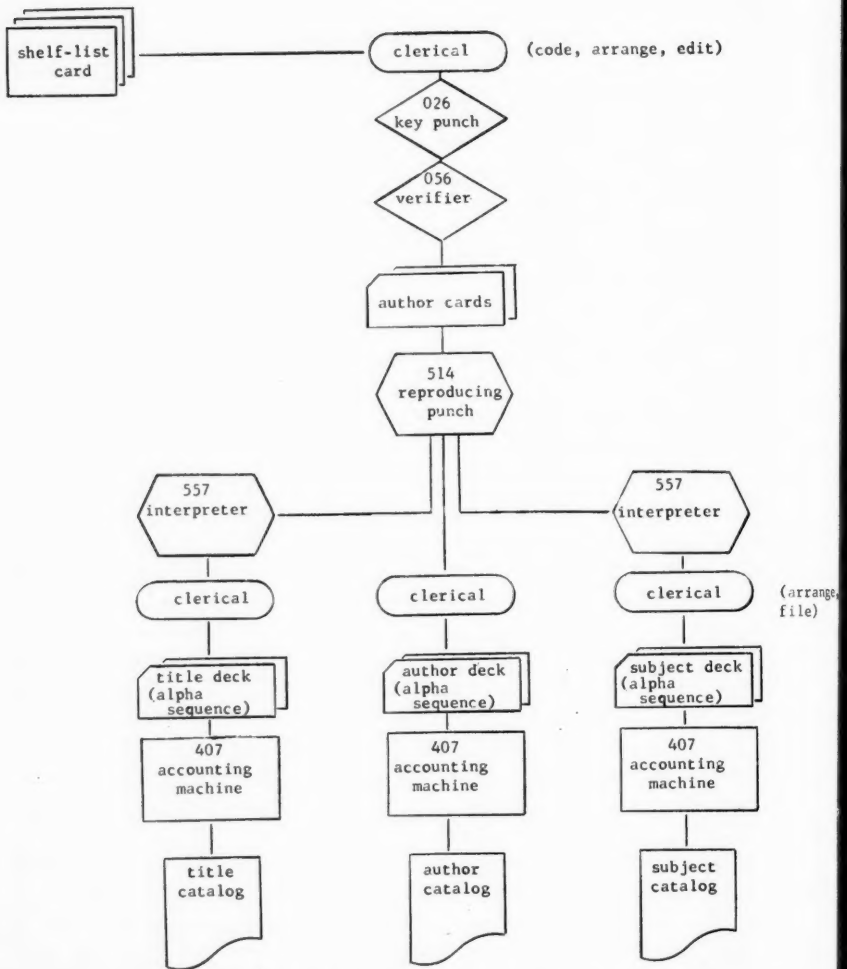 shelf-list
card
clerical
(code, arrange, edit)
026
key punch
056
verifier
author cards
514
reproducing
punch
557
interpreter
557
interpreter
clerical
clerical
clerical
(arrange,
file)
title deck
(alpha
sequence)
author deck
(alpha
sequence)
subject deck
(alpha
sequence)
407
accounting
machine
407
accounting
machine
407
accounting
machine
title
catalog
author
catalog
subject
catalog